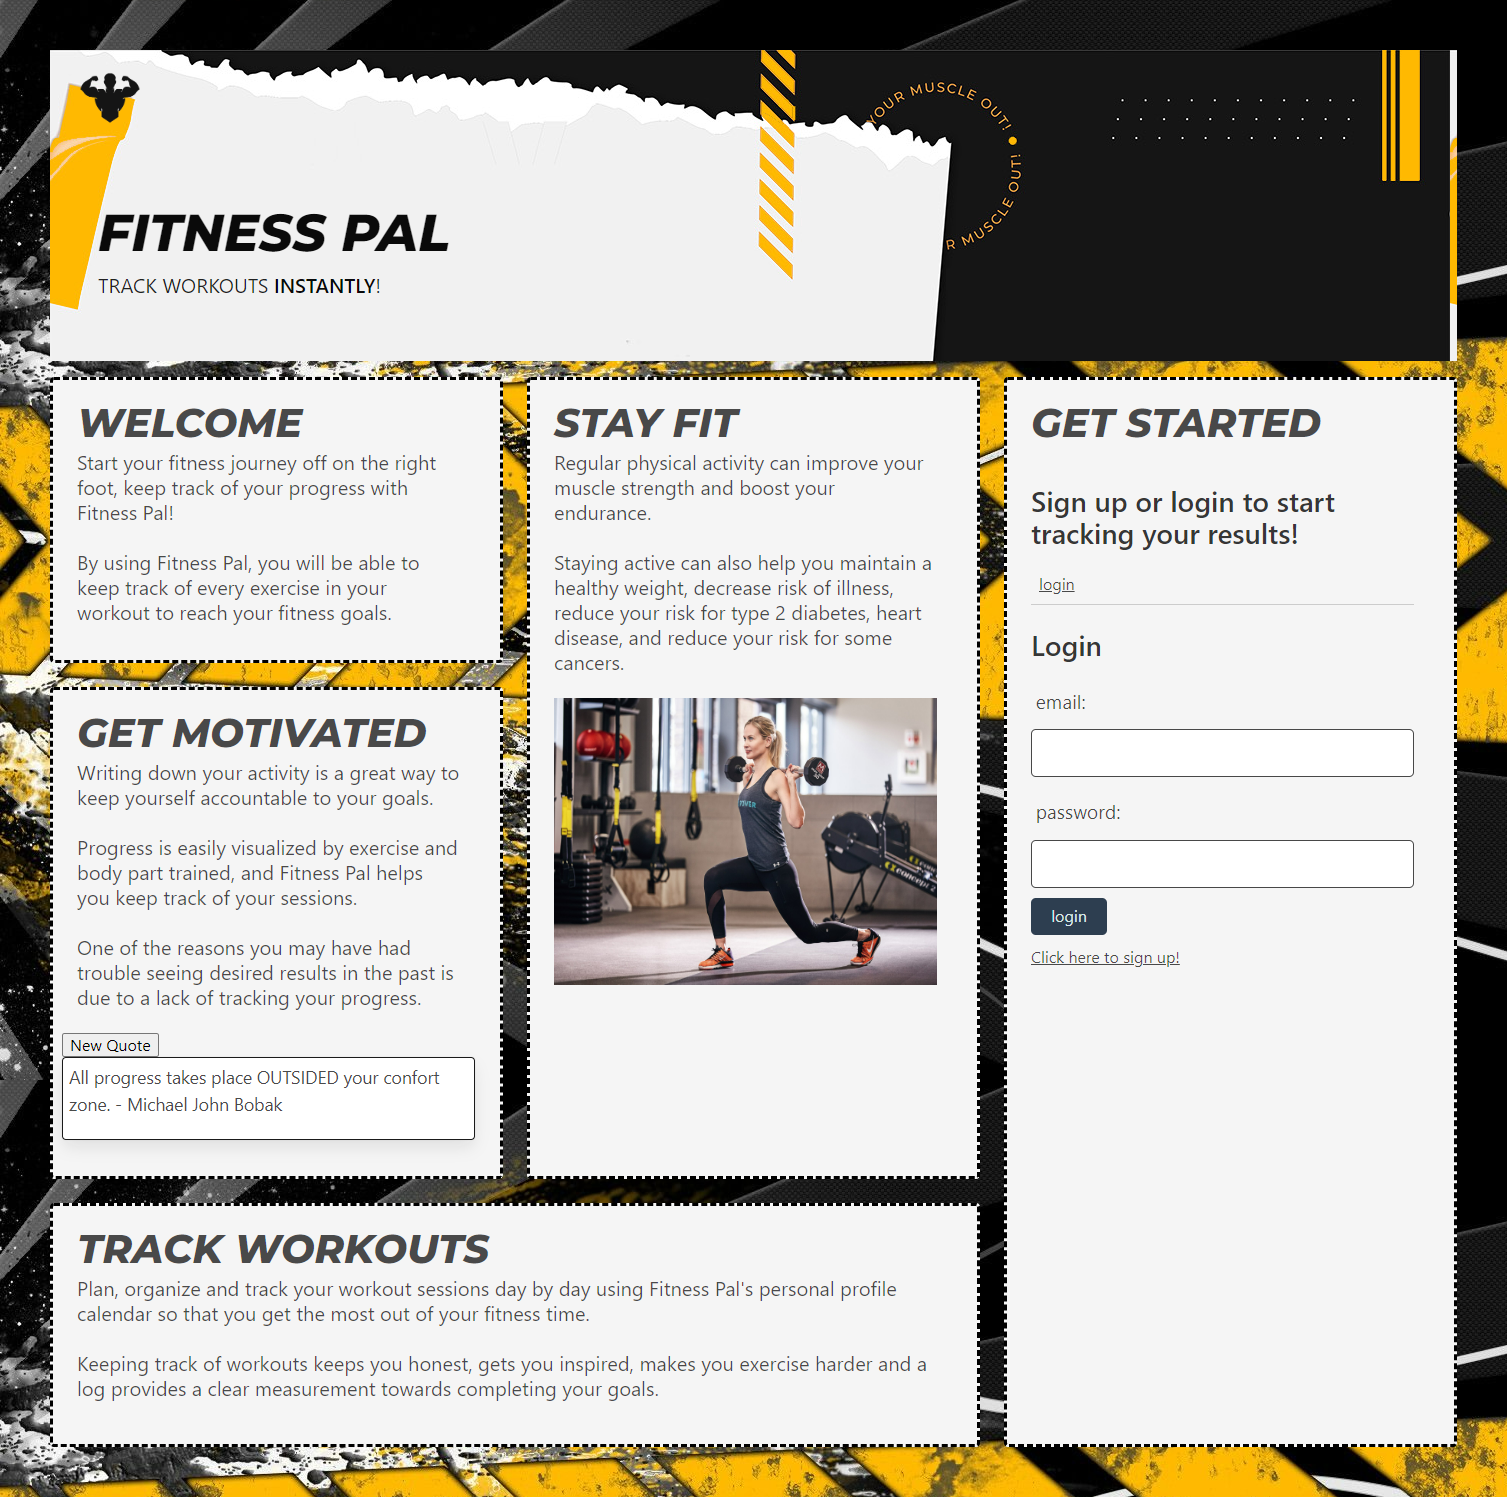 YOUR MUSCLE OUT!
R MUSCLE OUT!
FITNESS PAL
TRACK WORKOUTS INSTANTLY!
WELCOME
Start your fitness journey off on the right
foot, keep track of your progress with
Fitness Pal!
By using Fitness Pal, you will be able to
keep track of every exercise in your
workout to reach your fitness goals.
GET MOTIVATED
Writing down your activity is a great way to
keep yourself accountable to your goals.
Progress is easily visualized by exercise and
body part trained, and Fitness Pal helps
you keep track of your sessions.
One of the reasons you may have had
trouble seeing desired results in the past is
due to a lack of tracking your progress.
New Quote
All progress takes place OUTSIDED your confort
zone. - Michael John Bobak
STAY FIT
Regular physical activity can improve your
muscle strength and boost your
endurance.
Staying active can also help you maintain a
healthy weight, decrease risk of illness,
reduce your risk for type 2 diabetes, heart
disease, and reduce your risk for some
cancers.
GET STARTED
Sign up or login to start
tracking your results!
login
Login
email:
password:
login
Click here to sign up!
TRACK WORKOUTS
Plan, organize and track your workout sessions day by day using Fitness Pal's personal profile
calendar so that you get the most out of your fitness time.
Keeping track of workouts keeps you honest, gets you inspired, makes you exercise harder and a
log provides a clear measurement towards completing your goals.